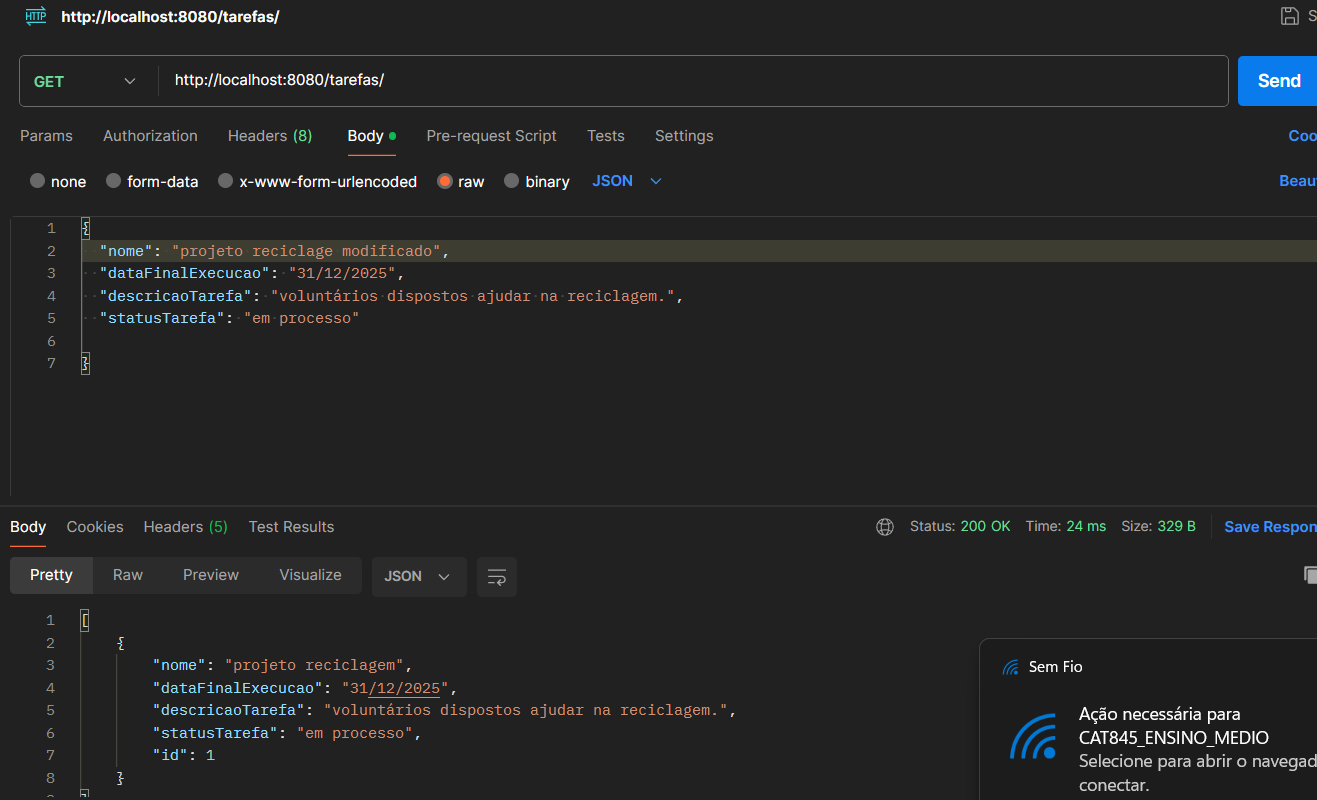 HTTP http://localhost:8080/tarefas/ S
GET http://localhost:8080/tarefas/ Send
Params Authorization Headers (8) Body Pre-request Script Tests Settings Coo
none form-data x-www-form-urlencoded raw binary JSON Beau
1 {
2 "nome": "projeto reciclage modificado",
3 "dataFinalExecucao": "31/12/2025",
4 "descricaoTarefa": "voluntários dispostos ajudar na reciclagem.",
5 "statusTarefa": "em processo"
6
7 }
Body Cookies Headers (5) Test Results Status: 200 OK Time: 24 ms Size: 329 B Save Respon
Pretty Raw Preview Visualize JSON
1 [
2 {
3 "nome": "projeto reciclagem",
4 "dataFinalExecucao": "31/12/2025",
5 "descricaoTarefa": "voluntários dispostos ajudar na reciclagem.",
6 "statusTarefa": "em processo",
7 "id": 1
8 }
Sem Fio
Ação necessária para
CAT845_ENSINO_MEDIO
Selecione para abrir o navegad
conectar.